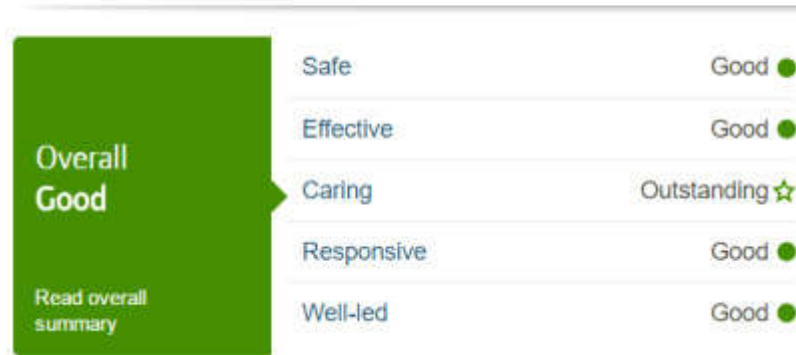 Overall
Good
Read overall
summary
Safe Good
Effective Good
Caring Outstanding
Responsive Good
Well-led Good